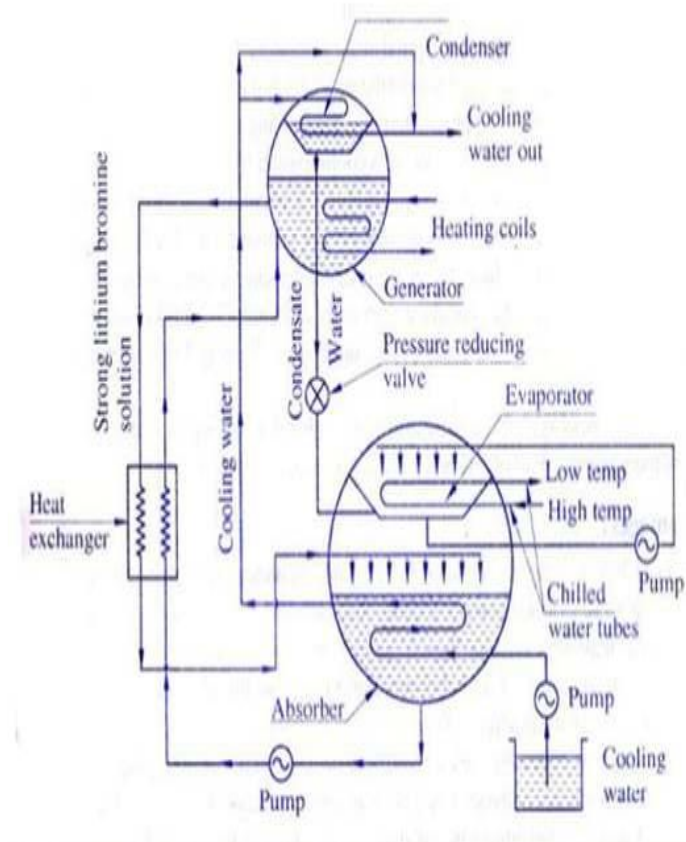 Condenser
Cooling
water out
Heating coils
Generator
Strong lithium bromine
solution
Condensate
Water
Pressure reducing
valve
Evaporator
Cooling water
Low temp
High temp
Heat
exchanger
Pump
Chilled
water tubes
Absorber
Pump
Pump
Cooling
water